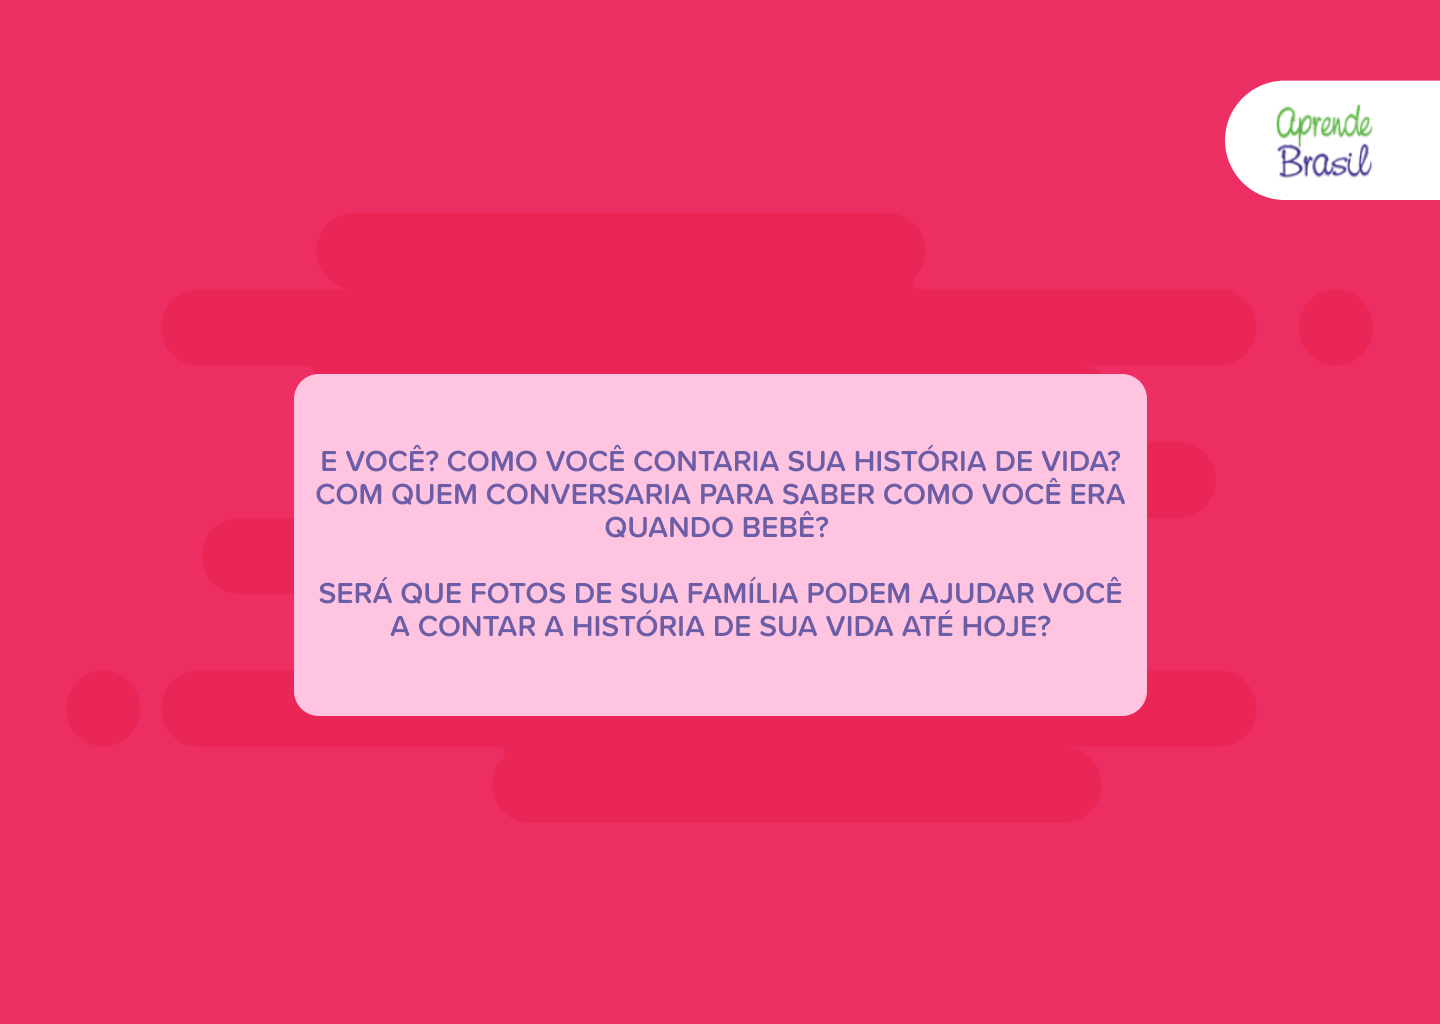 aprende
Brasil
E VOCÊ? COMO VOCÊ CONTARIA SUA HISTÓRIA DE VIDA?
COM QUEM CONVERSARIA PARA SABER COMO VOCÊ ERA
QUANDO BEBÊ?
SERÁ QUE FOTOS DE SUA FAMÍLIA PODEM AJUDAR VOCÊ
A CONTAR A HISTÓRIA DE SUA VIDA ATÉ HOJE?